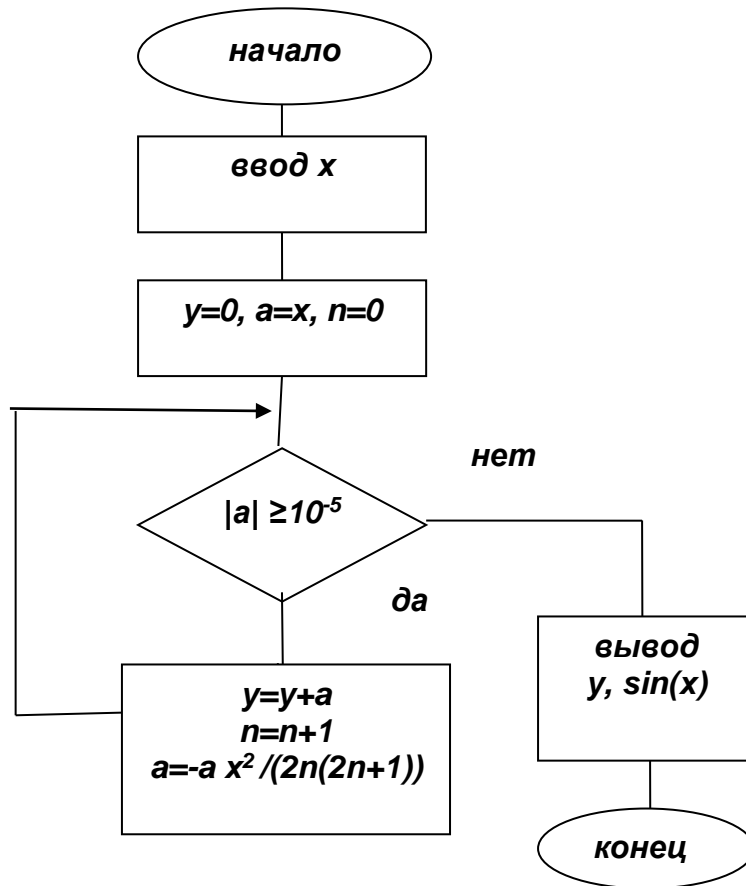 начало
ввод x
y=0, a=x, n=0
нет
|a| ≥10⁻⁵
да
y=y+a
n=n+1
a=-a x² /(2n(2n+1))
вывод
y, sin(x)
конец